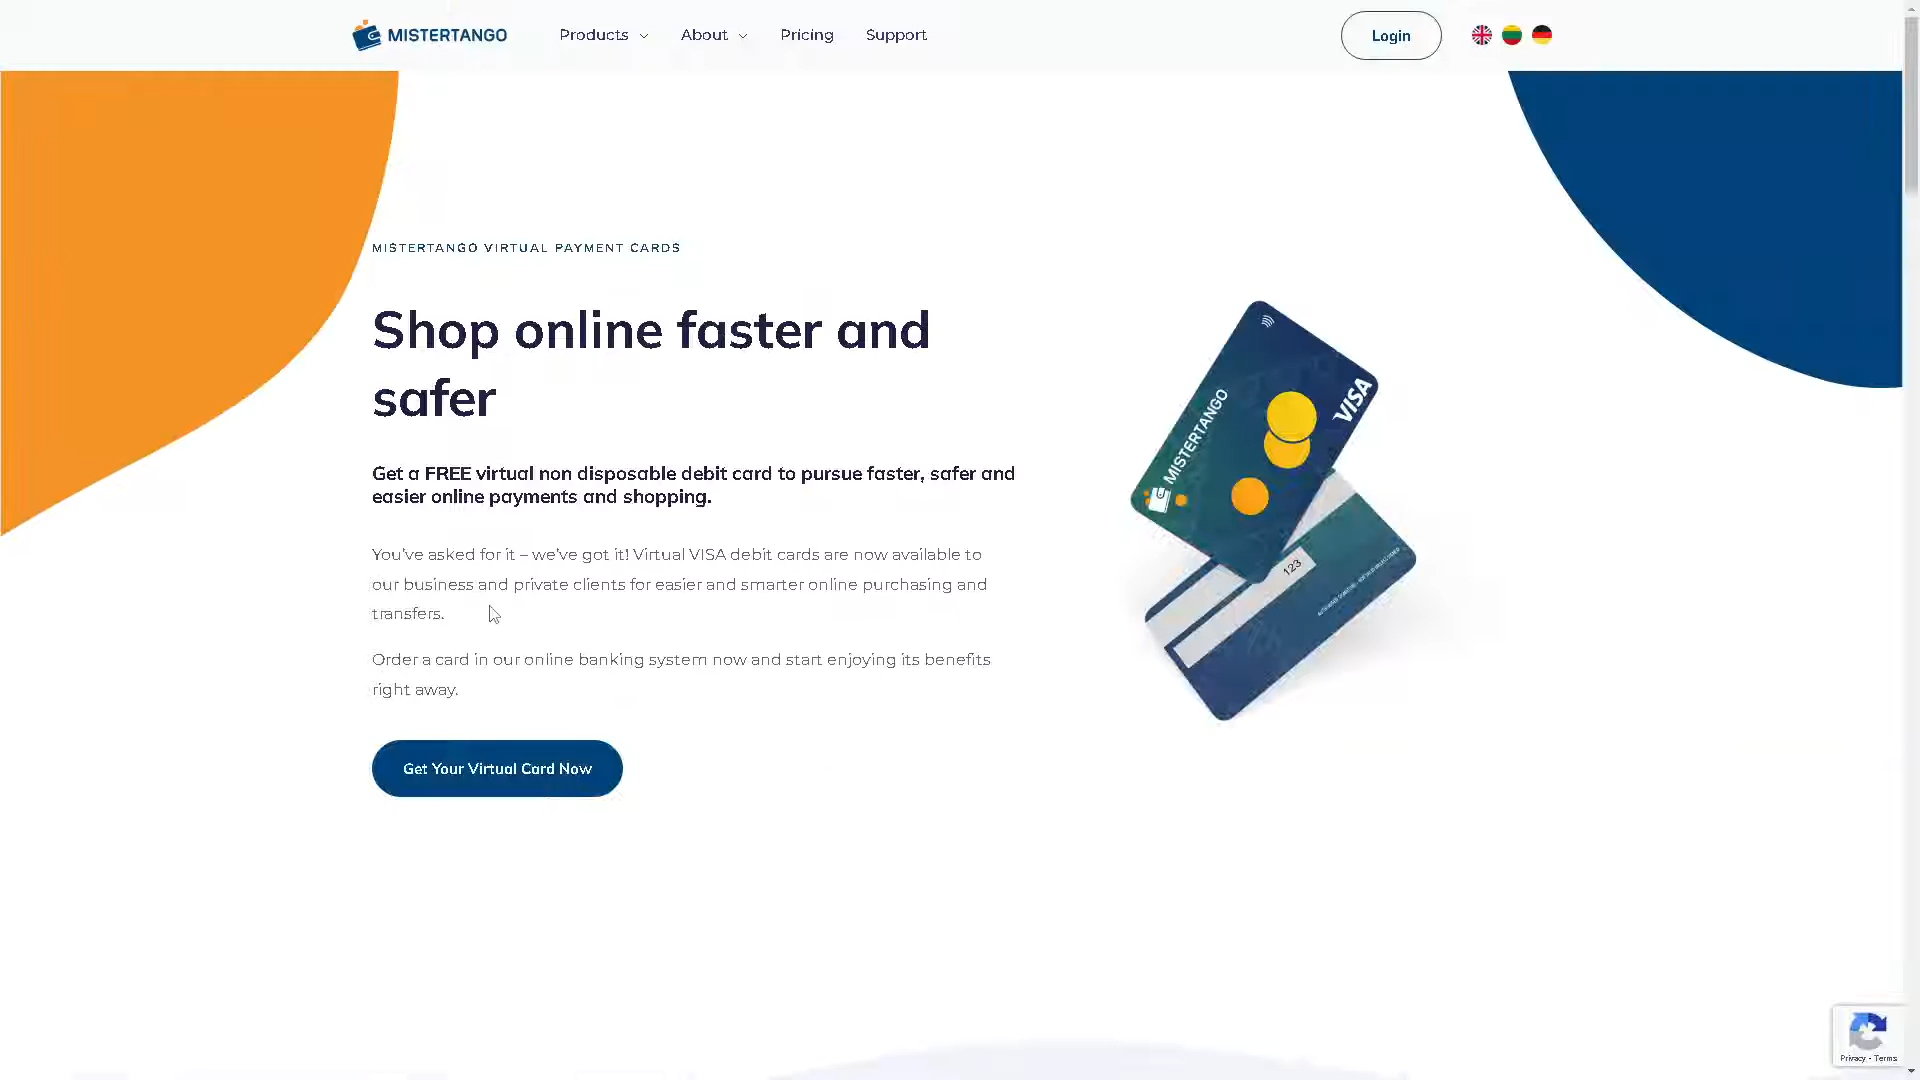 MISTERTANGO
Products
About
Pricing
Support
Login
MISTERTANGO VIRTUAL PAYMENT CARDS
Shop online faster and
safer
Get a FREE virtual non disposable debit card to pursue faster, safer and
easier online payments and shopping.
You've asked for it – we've got it! Virtual VISA debit cards are now available to
our business and private clients for easier and smarter online purchasing and
transfers.
Order a card in our online banking system now and start enjoying its benefits
right away.
Get Your Virtual Card Now
MISTERTANGO
VISA
123
Privacy - Terms